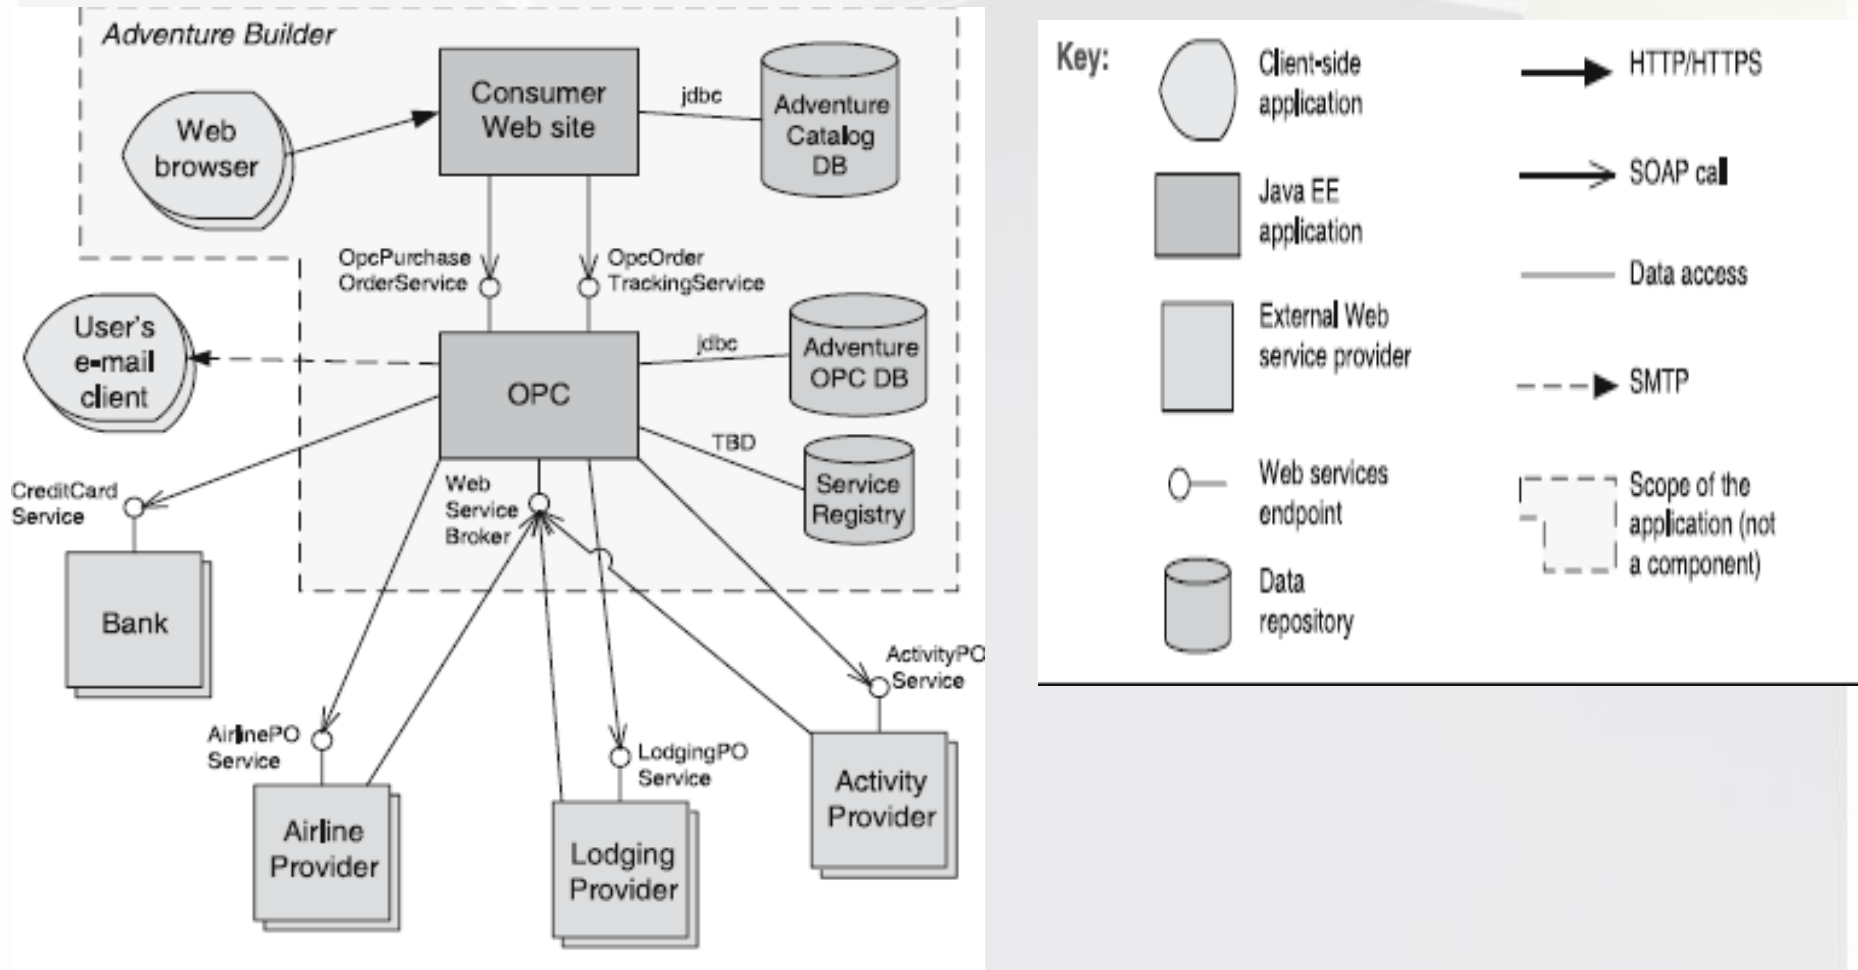 Adventure Builder
Consumer
Web site
jdbc
Adventure
Catalog
DB
Web
browser
OpcPurchase
OrderService
OpcOrder
TrackingService
User's
e-mail
client
OPC
jdbc
Adventure
OPC DB
TBD
Service
Registry
CreditCard
Service
Web
Service
Broker
Bank
ActivityPO
Service
AirlinePO
Service
LodgingPO
Service
Activity
Provider
Airline
Provider
Lodging
Provider
Key:
Client-side
application
HTTP/HTTPS
Java EE
application
SOAP call
External Web
service provider
Data access
SMTP
Web services
endpoint
Scope of the
application (not
a component)
Data
repository